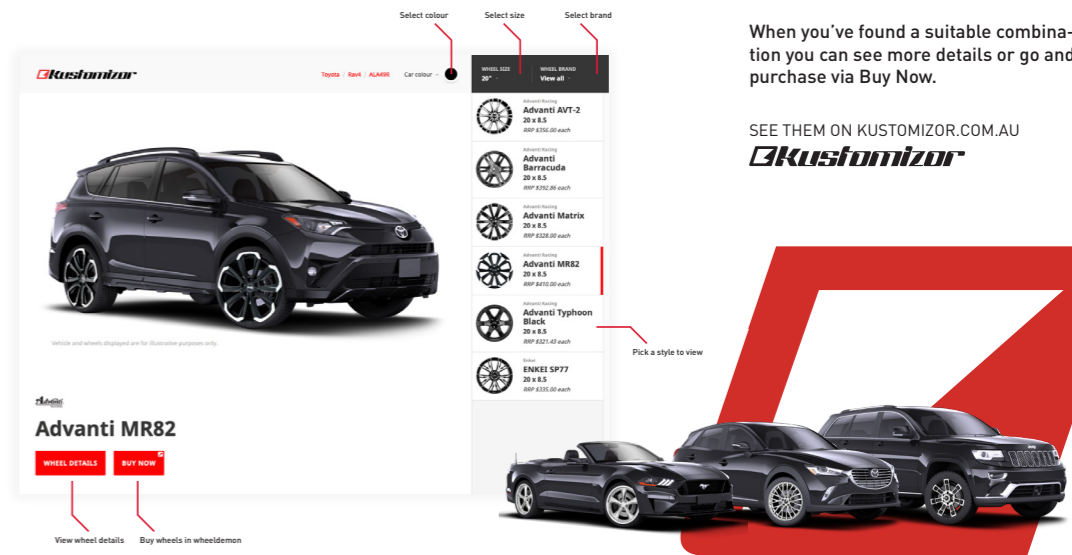 Select colour
Select size
Select brand
Kustomizor
Toyota / Rav4 / ALA49R
Car colour
WHEEL SIZE
20"
WHEEL BRAND
View all
Advanti Racing
Advanti AVT-2
20 x 8.5
RRP $356.00 each
Advanti Racing
Advanti
Barracuda
20 x 8.5
RRP $392.86 each
Advanti Racing
Advanti Matrix
20 x 8.5
RRP $328.00 each
Advanti Racing
Advanti MR82
20 x 8.5
RRP $410.00 each
Advanti Racing
Advanti Typhoon
Black
20 x 8.5
RRP $321.43 each
Enkei
ENKEI SP77
20 x 8.5
RRP $335.00 each
Pick a style to view
Vehicle and wheels displayed are for illustrative purposes only.
Advanti
Advanti MR82
WHEEL DETAILS
BUY NOW
View wheel details
Buy wheels in wheeldemon
When you've found a suitable combina-
tion you can see more details or go and
purchase via Buy Now.
SEE THEM ON KUSTOMIZOR.COM.AU
Kustomizor